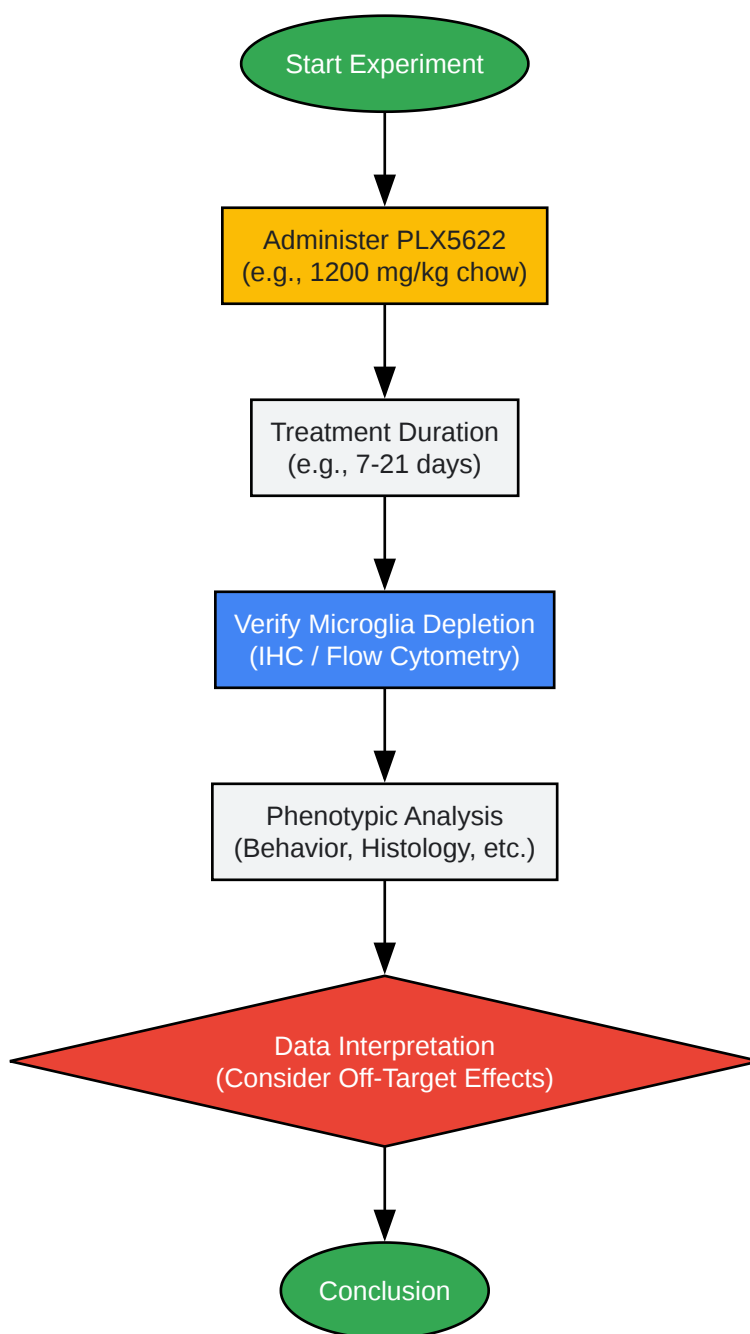 Start Experiment
Administer PLX5622
(e.g., 1200 mg/kg chow)
Treatment Duration
(e.g., 7-21 days)
Verify Microglia Depletion
(IHC / Flow Cytometry)
Phenotypic Analysis
(Behavior, Histology, etc.)
Data Interpretation
(Consider Off-Target Effects)
Conclusion